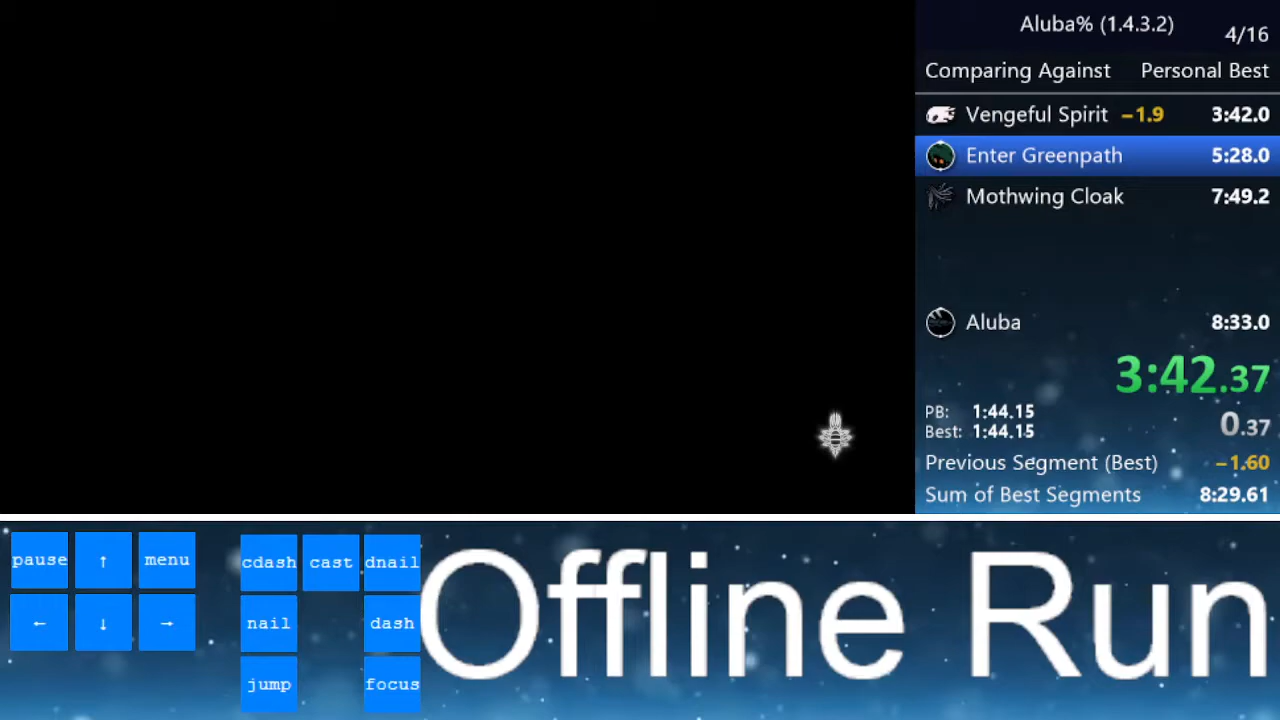 Aluba% (1.4.3.2)
4/16
Comparing Against Personal Best
Vengeful Spirit −1.9 3:42.0
Enter Greenpath 5:28.0
Mothwing Cloak 7:49.2
Aluba 8:33.0
3:42.37
PB: 1:44.15
Best: 1:44.15
0.37
Previous Segment (Best) −1.60
Sum of Best Segments 8:29.61
pause ↑ menu
← ↓ →
cdash cast dnail
nail dash
jump focus
Offline Run